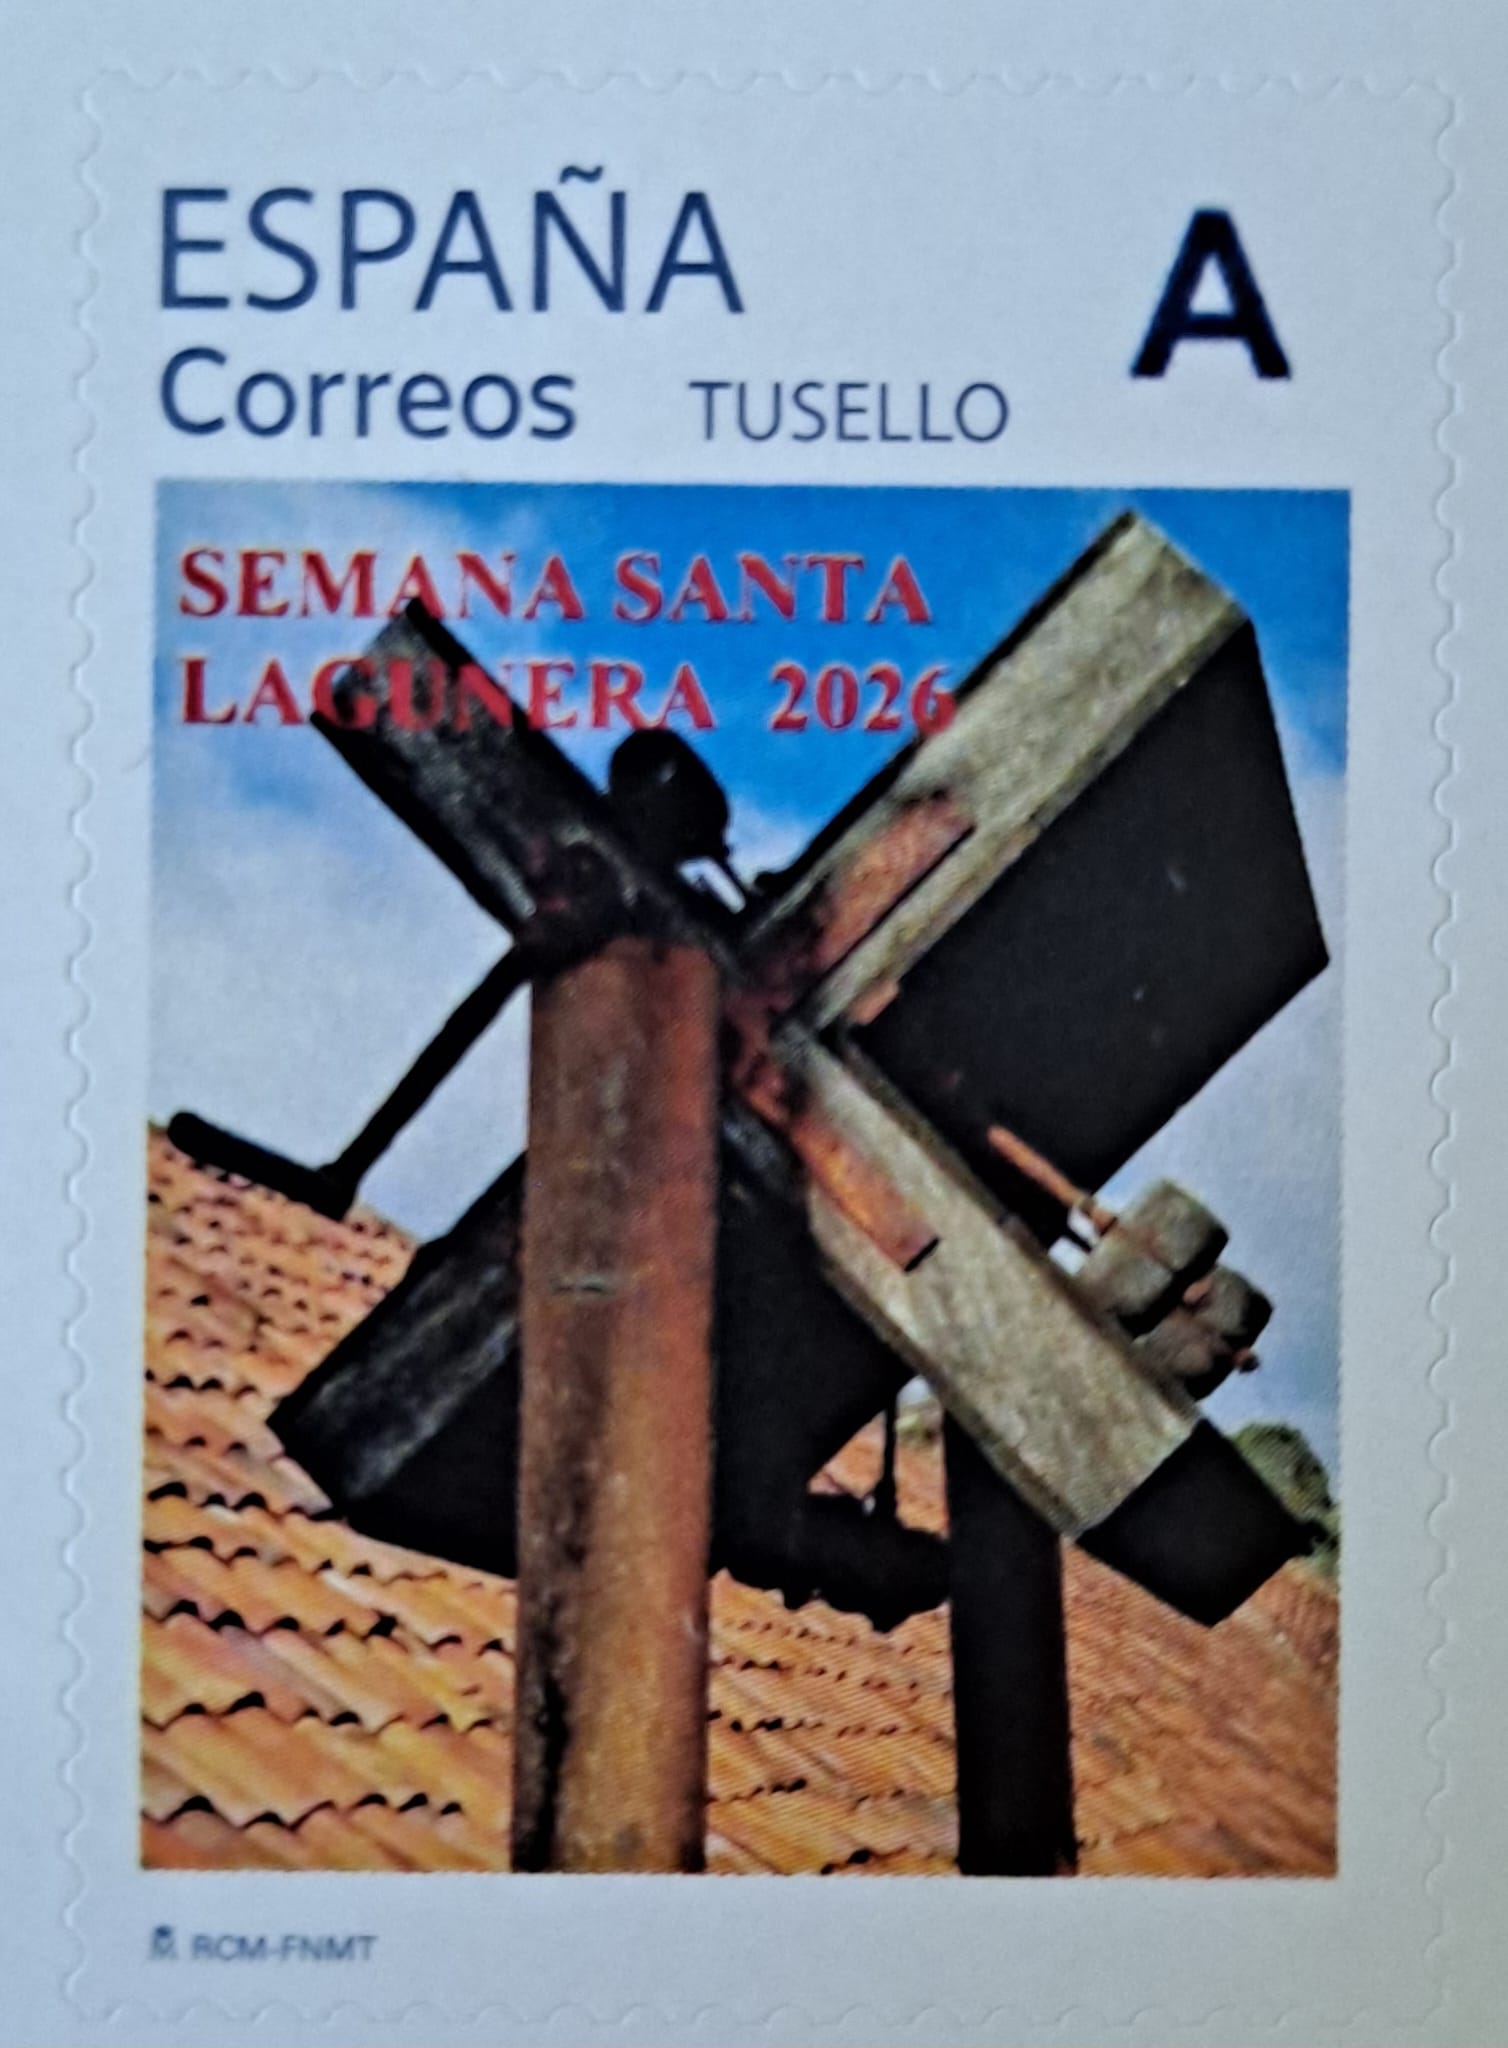 ESPAÑA
A
Correos TUSELLO
SEMANA SANTA
LAGUNERA 2026
RCM-FNMT